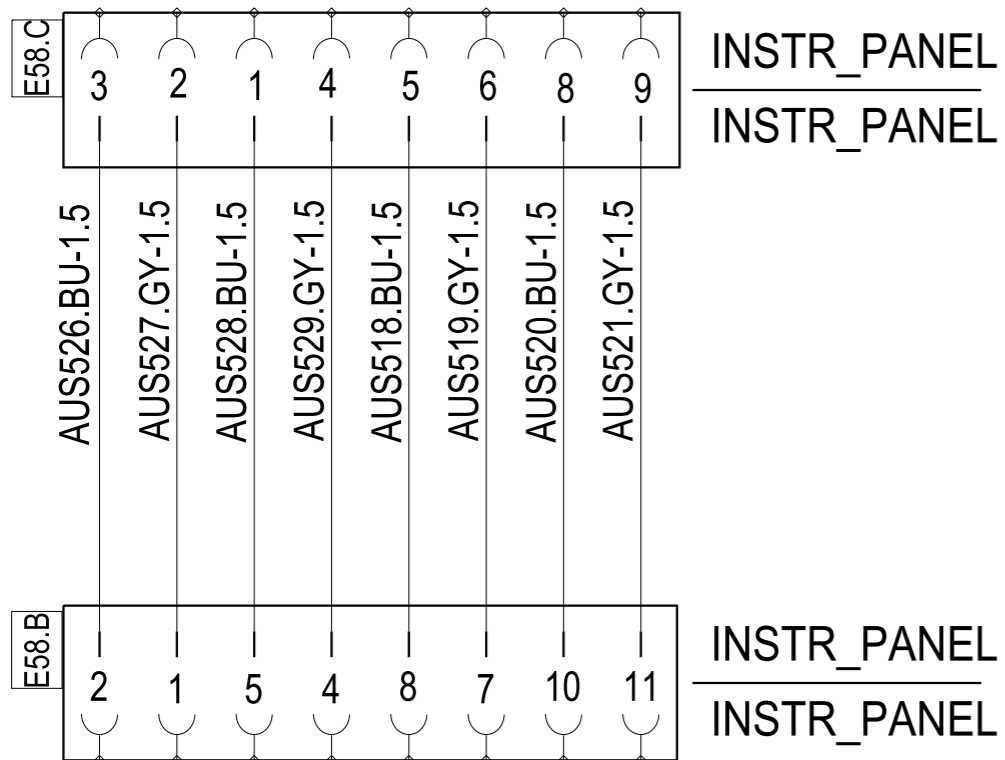 E58.C
3 2 1 4 5 6 8 9
INSTR_PANEL
INSTR_PANEL
AUS526.BU-1.5
AUS527.GY-1.5
AUS528.BU-1.5
AUS529.GY-1.5
AUS518.BU-1.5
AUS519.GY-1.5
AUS520.BU-1.5
AUS521.GY-1.5
E58.B
2 1 5 4 8 7 10 11
INSTR_PANEL
INSTR_PANEL